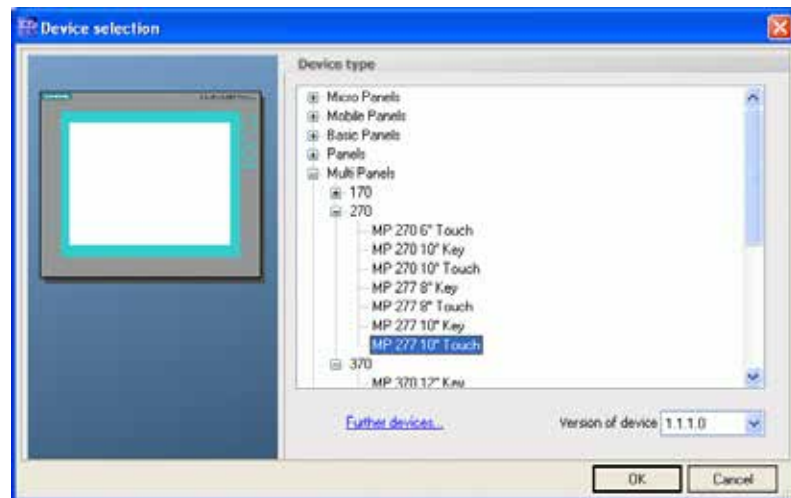 Device selection
Device type
Micro Panels
Mobile Panels
Basic Panels
Panels
Multi Panels
170
270
MP 270 6" Touch
MP 270 10" Key
MP 270 10" Touch
MP 277 8" Key
MP 277 8" Touch
MP 277 10" Key
MP 277 10" Touch
370
MP 370 12" Key
Further devices...
Version of device 1.1.1.0
OK Cancel